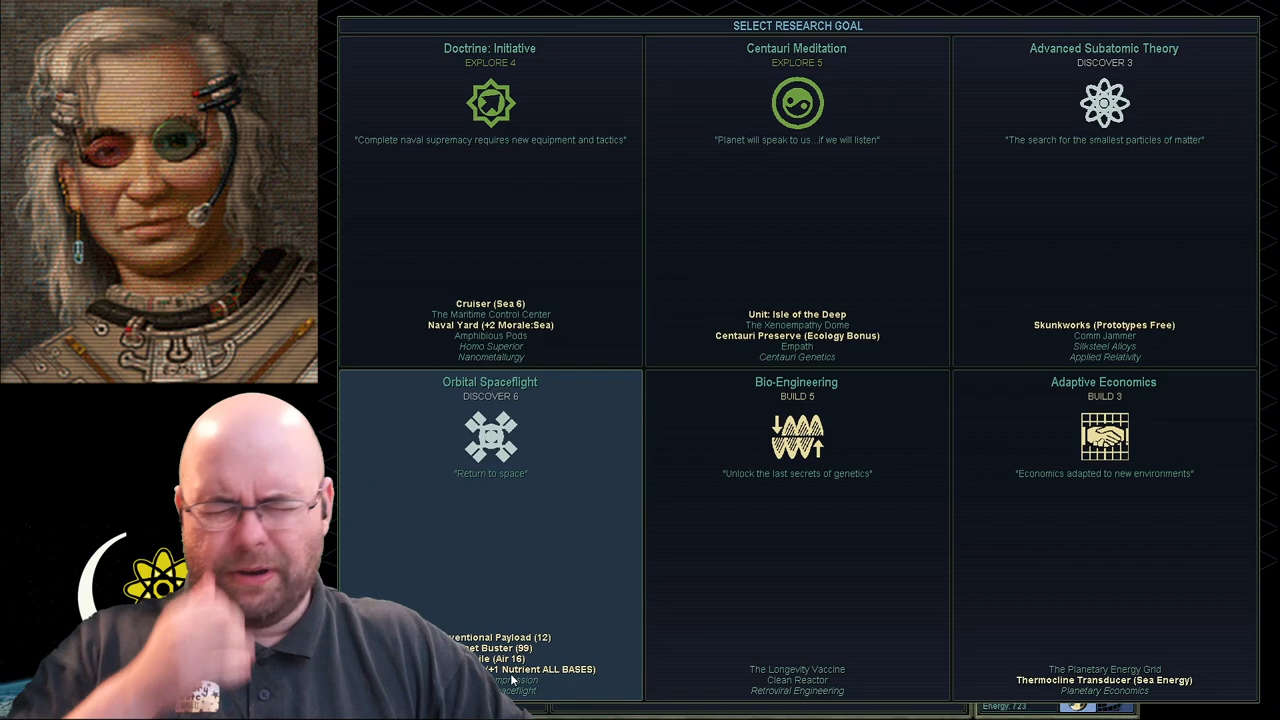 SELECT RESEARCH GOAL
Doctrine: Initiative
EXPLORE 4
"Complete naval supremacy requires new equipment and tactics"
Cruiser (Sea 6)
The Maritime Control Center
Naval Yard (+2 Morale:Sea)
Amphibious Pods
Homo Superior
Nanometallurgy
Centauri Meditation
EXPLORE 5
"Planet will speak to us...if we will listen"
Unit: Isle of the Deep
The Xenoempathy Dome
Centauri Preserve (Ecology Bonus)
Empath
Centauri Genetics
Advanced Subatomic Theory
DISCOVER 3
"The search for the smallest particles of matter"
Skunkworks (Prototypes Free)
Comm Jammer
Silksteel Alloys
Applied Relativity
Orbital Spaceflight
DISCOVER 6
"Return to space"
ventional Payload (12)
et Buster (99)
ile (Air 16)
+1 Nutrient ALL BASES)
mpression
aceflight
Bio-Engineering
BUILD 5
"Unlock the last secrets of genetics"
The Longevity Vaccine
Clean Reactor
Retroviral Engineering
Adaptive Economics
BUILD 3
"Economics adapted to new environments"
The Planetary Energy Grid
Thermocline Transducer (Sea Energy)
Planetary Economics
Energy: 723